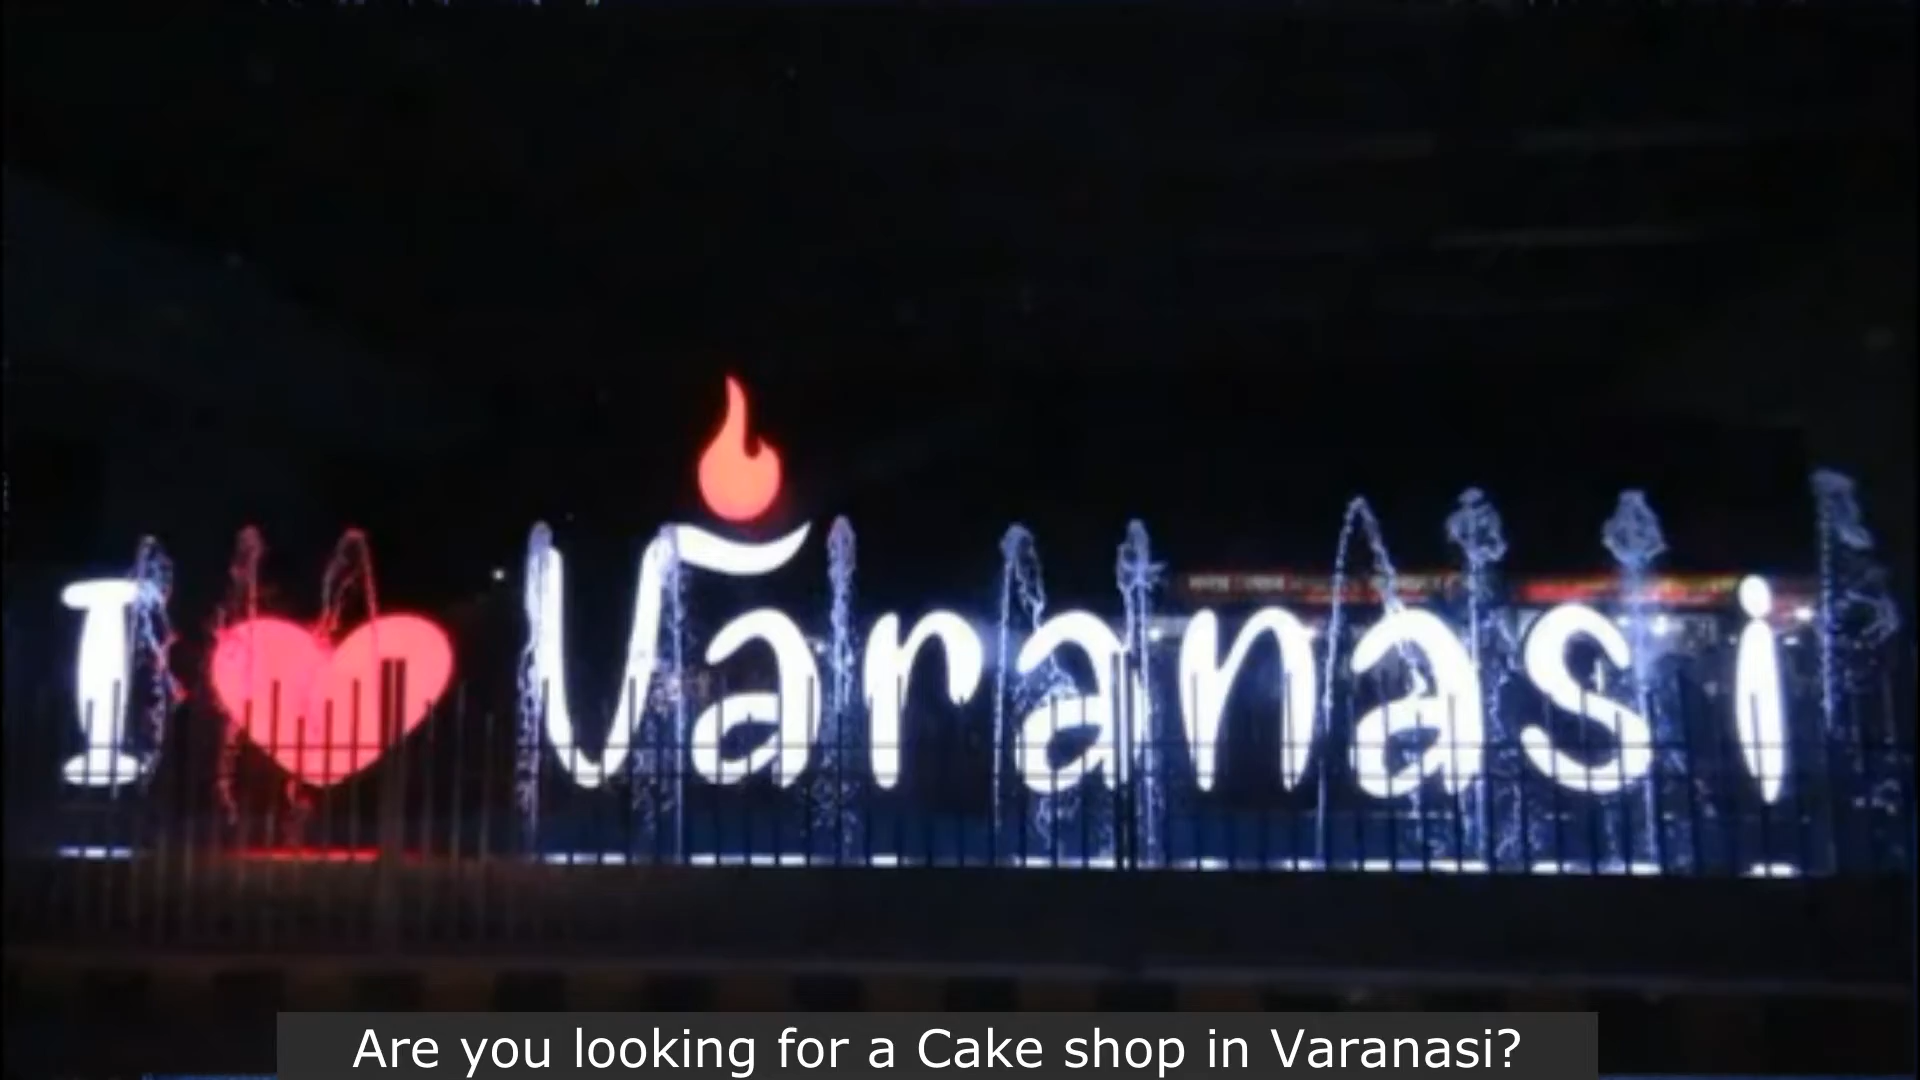 I ❤ Varanasi
Are you looking for a Cake shop in Varanasi?